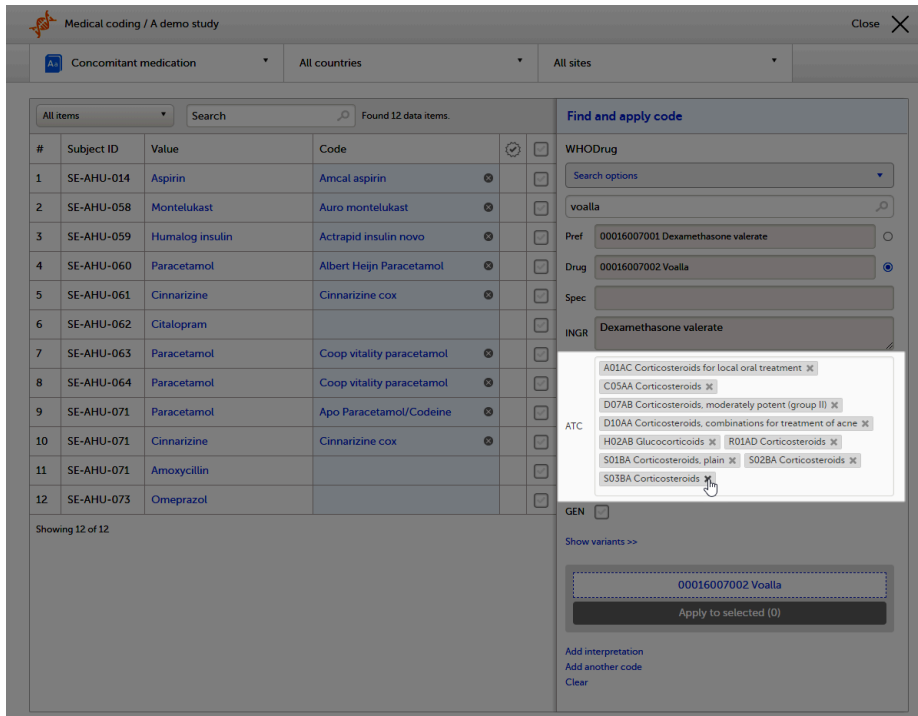 Medical coding / A demo study
Close
Aa Concomitant medication
All countries
All sites
All items
Search
Found 12 data items.
# Subject ID Value Code
1 SE-AHU-014 Aspirin Amcal aspirin
2 SE-AHU-058 Montelukast Auro montelukast
3 SE-AHU-059 Humalog insulin Actrapid insulin novo
4 SE-AHU-060 Paracetamol Albert Heijn Paracetamol
5 SE-AHU-061 Cinnarizine Cinnarizine cox
6 SE-AHU-062 Citalopram
7 SE-AHU-063 Paracetamol Coop vitality paracetamol
8 SE-AHU-064 Paracetamol Coop vitality paracetamol
9 SE-AHU-071 Paracetamol Apo Paracetamol/Codeine
10 SE-AHU-071 Cinnarizine Cinnarizine cox
11 SE-AHU-071 Amoxycillin
12 SE-AHU-073 Omeprazol
Showing 12 of 12
Find and apply code
WHODrug
Search options
voalla
Pref 00016007001 Dexamethasone valerate
Drug 00016007002 Voalla
Spec
INGR Dexamethasone valerate
ATC
A01AC Corticosteroids for local oral treatment
C05AA Corticosteroids
D07AB Corticosteroids, moderately potent (group II)
D10AA Corticosteroids, combinations for treatment of acne
H02AB Glucocorticoids R01AD Corticosteroids
S01BA Corticosteroids, plain S02BA Corticosteroids
S03BA Corticosteroids
GEN
Show variants >>
00016007002 Voalla
Apply to selected (0)
Add interpretation
Add another code
Clear